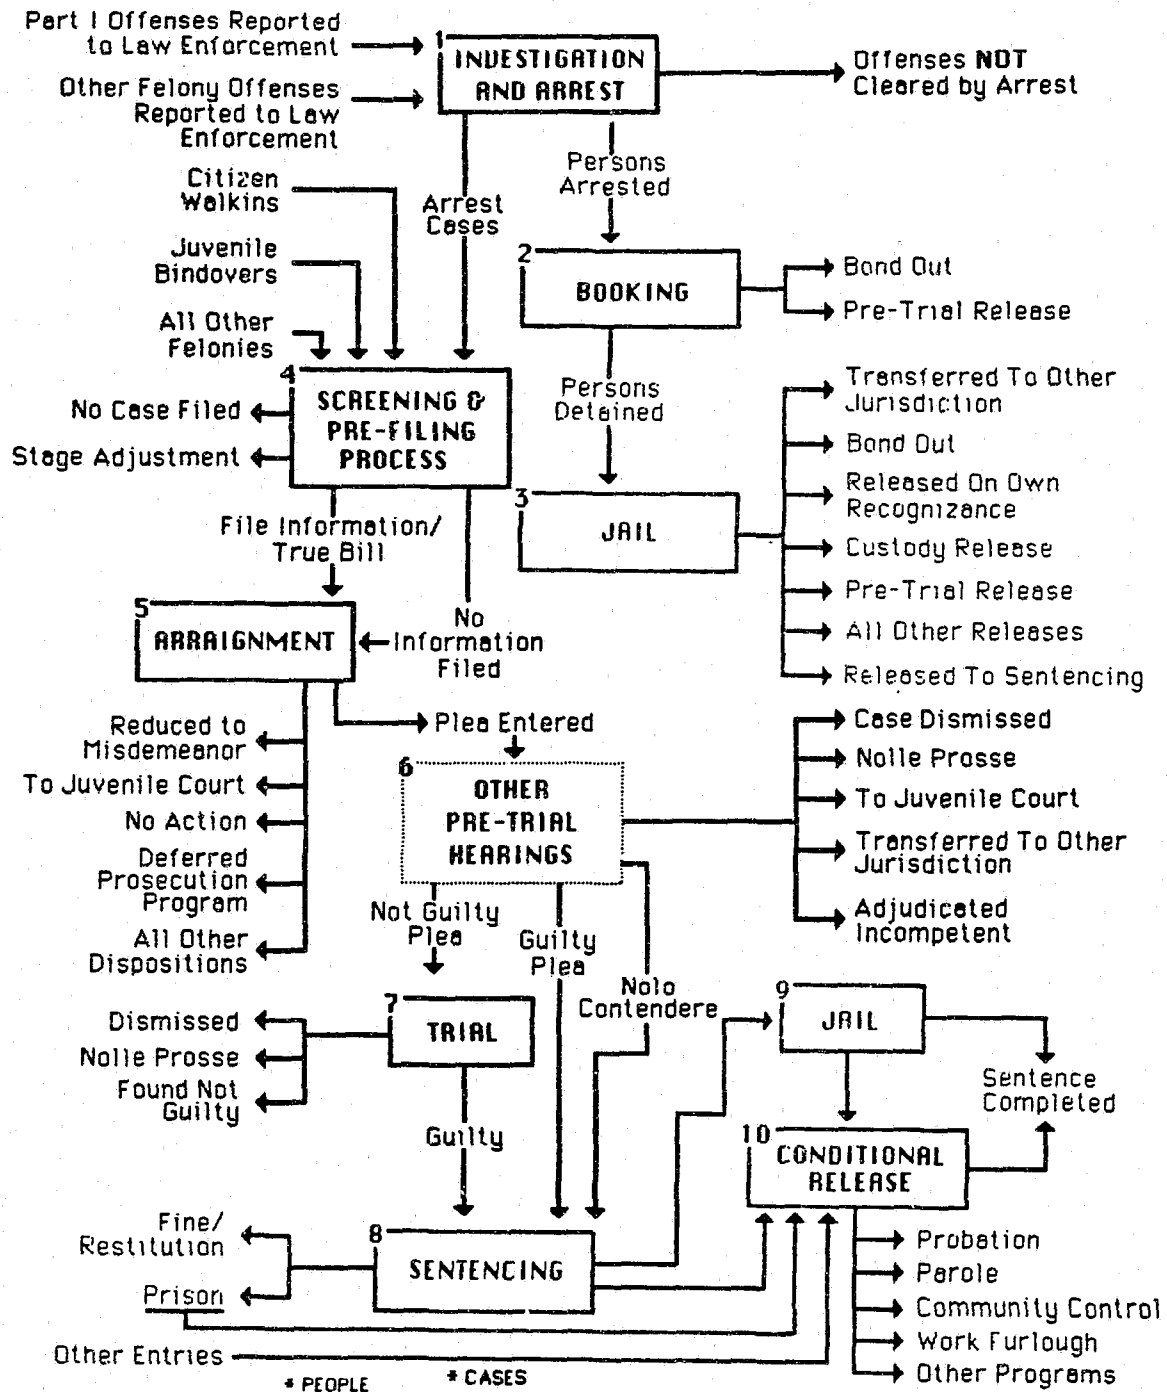 Part I Offenses Reported
to Law Enforcement
Other Felony Offenses
Reported to Law
Enforcement
1
INVESTIGATION
AND ARREST
Offenses NOT
Cleared by Arrest
Citizen
Walkins
Juvenile
Bindovers
All Other
Felonies
Arrest
Cases
Persons
Arrested
2
BOOKING
Bond Out
Pre-Trial Release
4
SCREENING &
PRE-FILING
PROCESS
No Case Filed
Stage Adjustment
Persons
Detained
3
JAIL
Transferred To Other
Jurisdiction
Bond Out
Released On Own
Recognizance
Custody Release
Pre-Trial Release
All Other Releases
Released To Sentencing
File Information/
True Bill
No
Information
Filed
5
ARRAIGNMENT
Reduced to
Misdemeanor
To Juvenile Court
No Action
Deferred
Prosecution
Program
All Other
Dispositions
Plea Entered
6
OTHER
PRE-TRIAL
HEARINGS
Case Dismissed
Nolle Prosse
To Juvenile Court
Transferred To Other
Jurisdiction
Adjudicated
Incompetent
Not Guilty
Plea
Guilty
Plea
Nolo
Contendere
7
TRIAL
Dismissed
Nolle Prosse
Found Not
Guilty
Guilty
9
JAIL
Sentence
Completed
10
CONDITIONAL
RELEASE
8
SENTENCING
Fine/
Restitution
Prison
Other Entries
Probation
Parole
Community Control
Work Furlough
Other Programs
* PEOPLE
* CASES